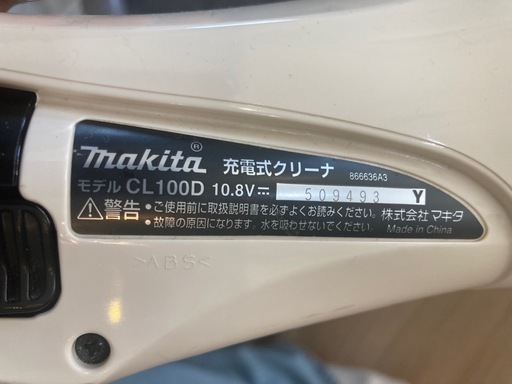 makita® 充電式クリーナ 866636A3
モデル CL100D 10.8V⎓ 509493 Y
⚠警告 •ご使用前に取扱説明書を必ずよくお読みください。 株式会社マキタ
•故障の原因になります。水を吸わせないでください。 Made in China
>ABS<